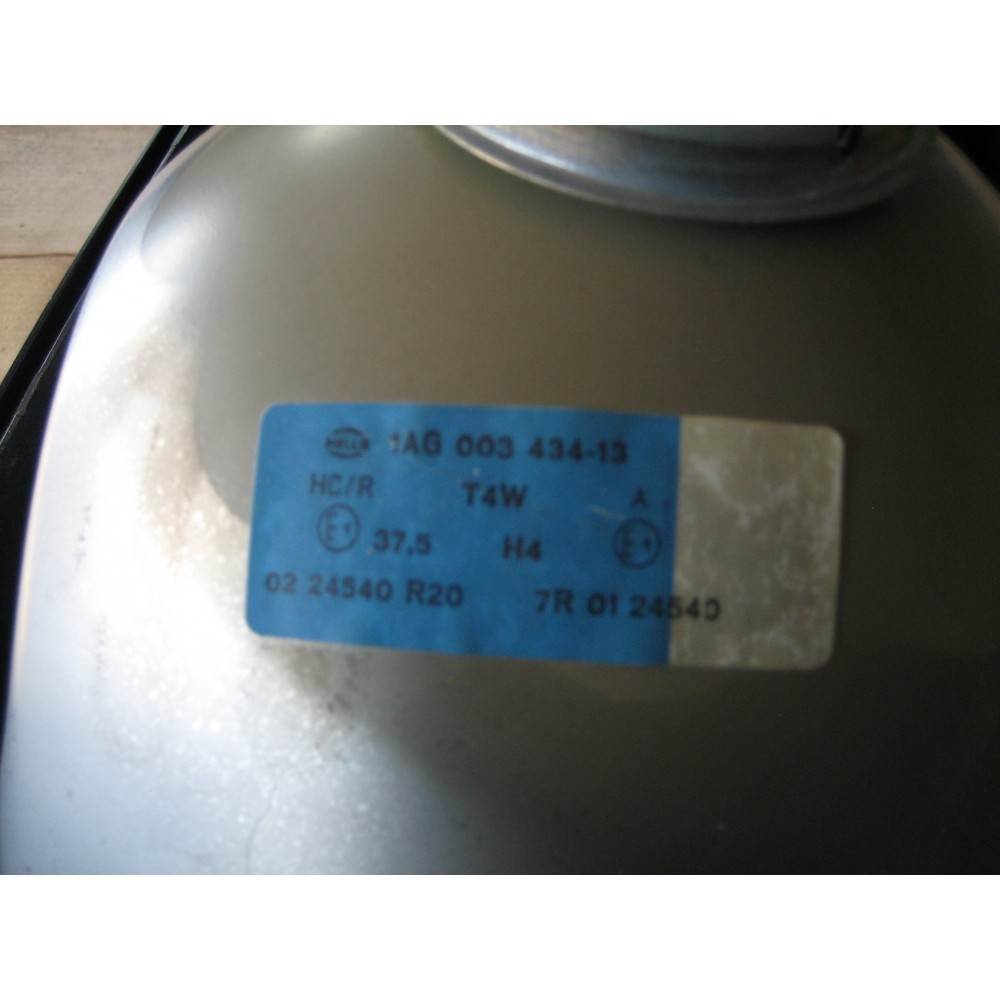 HELLA 1AG 003 434-13
HC/R T4W A
E1 37,5 H4 E1
02 24540 R20 7R 01 24540